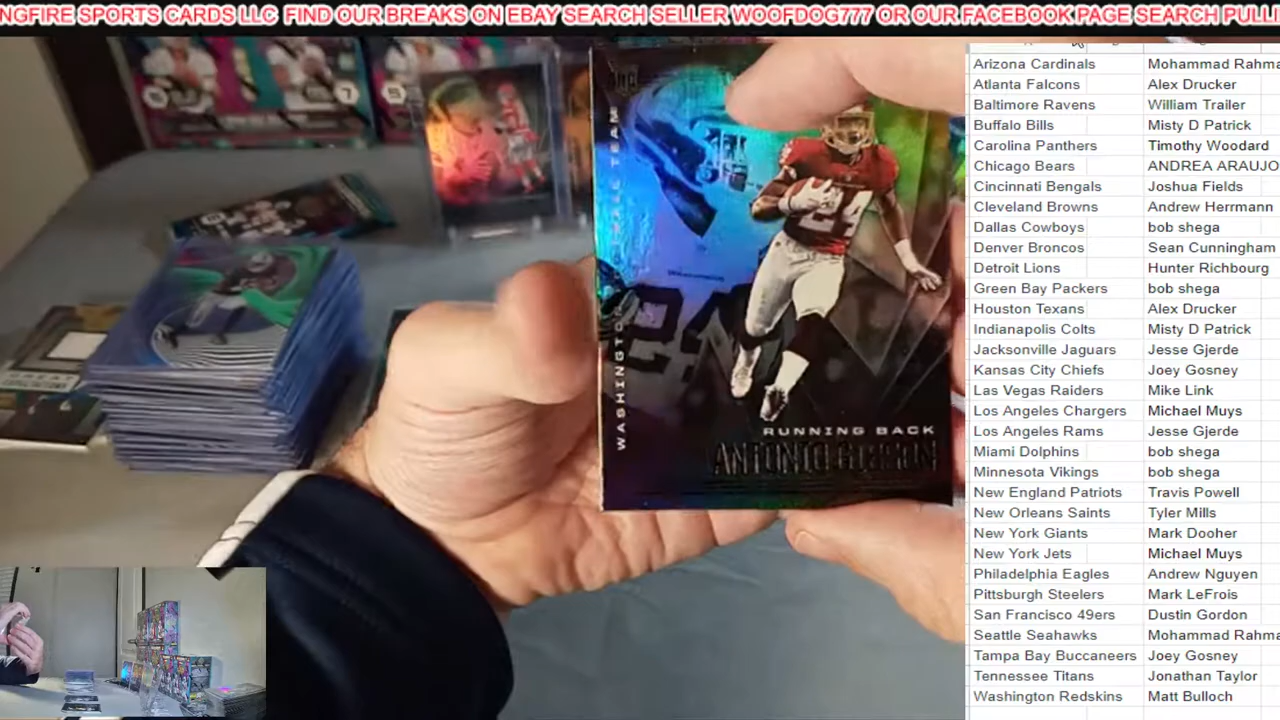 NGFIRE SPORTS CARDS LLC FIND OUR BREAKS ON EBAY SEARCH SELLER WOOFDOG777 OR OUR FACEBOOK PAGE SEARCH PULLI
WASHINGTON
TEAM
24
RUNNING BACK
ANTONIO GIBSON
Arizona Cardinals Mohammad Rahma
Atlanta Falcons Alex Drucker
Baltimore Ravens William Trailer
Buffalo Bills Misty D Patrick
Carolina Panthers Timothy Woodard
Chicago Bears ANDREA ARAUJO
Cincinnati Bengals Joshua Fields
Cleveland Browns Andrew Herrmann
Dallas Cowboys bob shega
Denver Broncos Sean Cunningham
Detroit Lions Hunter Richbourg
Green Bay Packers bob shega
Houston Texans Alex Drucker
Indianapolis Colts Misty D Patrick
Jacksonville Jaguars Jesse Gjerde
Kansas City Chiefs Joey Gosney
Las Vegas Raiders Mike Link
Los Angeles Chargers Michael Muys
Los Angeles Rams Jesse Gjerde
Miami Dolphins bob shega
Minnesota Vikings bob shega
New England Patriots Travis Powell
New Orleans Saints Tyler Mills
New York Giants Mark Dooher
New York Jets Michael Muys
Philadelphia Eagles Andrew Nguyen
Pittsburgh Steelers Mark LeFrois
San Francisco 49ers Dustin Gordon
Seattle Seahawks Mohammad Rahma
Tampa Bay Buccaneers Joey Gosney
Tennessee Titans Jonathan Taylor
Washington Redskins Matt Bulloch